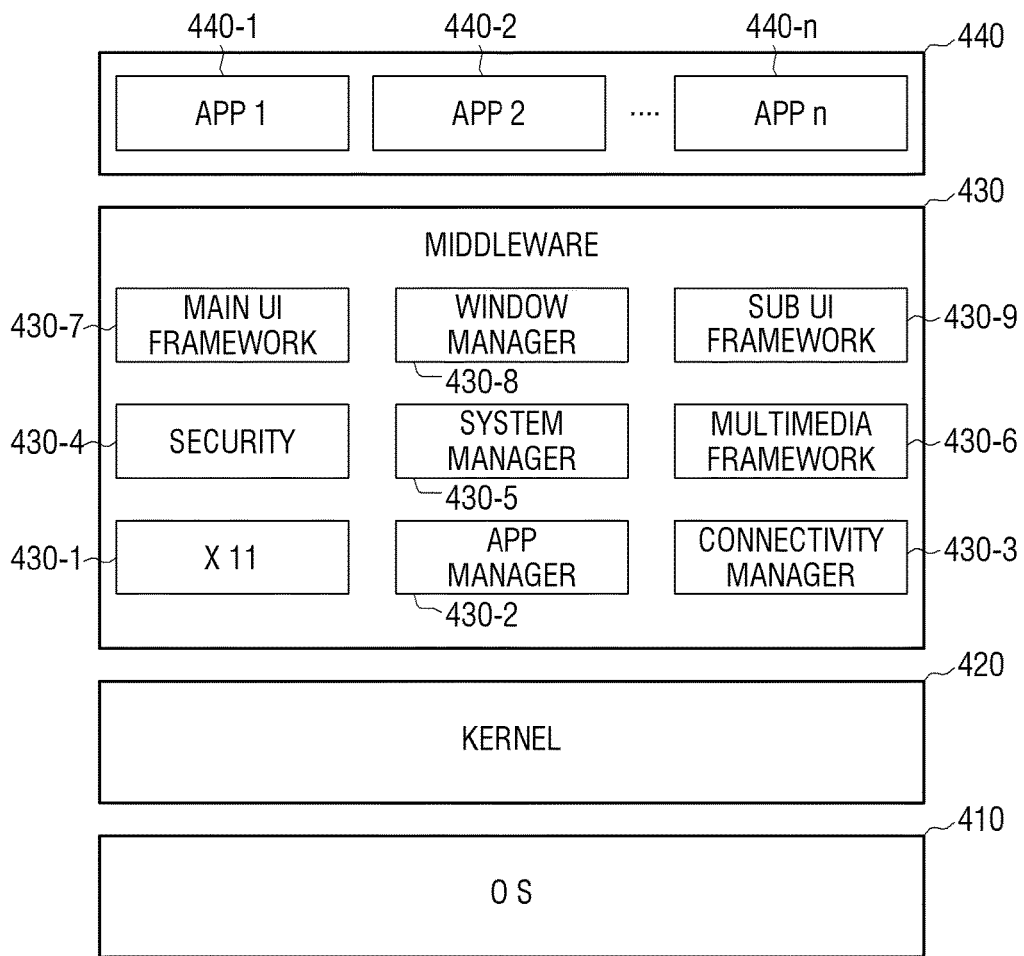 440-1 440-2 440-n 440
APP 1 APP 2 .... APP n
430
MIDDLEWARE
430-7 MAIN UI FRAMEWORK WINDOW MANAGER SUB UI FRAMEWORK 430-9
430-8
430-4 SECURITY SYSTEM MANAGER MULTIMEDIA FRAMEWORK 430-6
430-5
430-1 X 11 APP MANAGER CONNECTIVITY MANAGER 430-3
430-2
420
KERNEL
410
O S